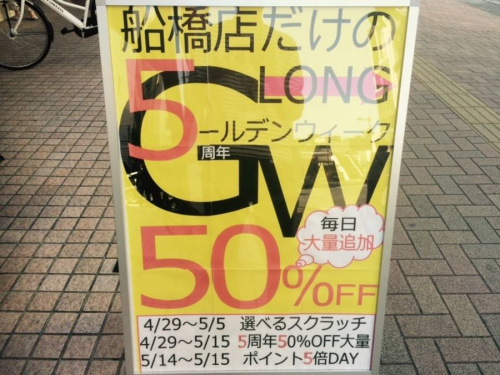 船橋店だけの
5 LONG
GW
ールデンウィーク
周年
毎日
大量追加
50%OFF
4/29～5/5 選べるスクラッチ
4/29～5/15 5周年50%OFF大量
5/14～5/15 ポイント5倍DAY